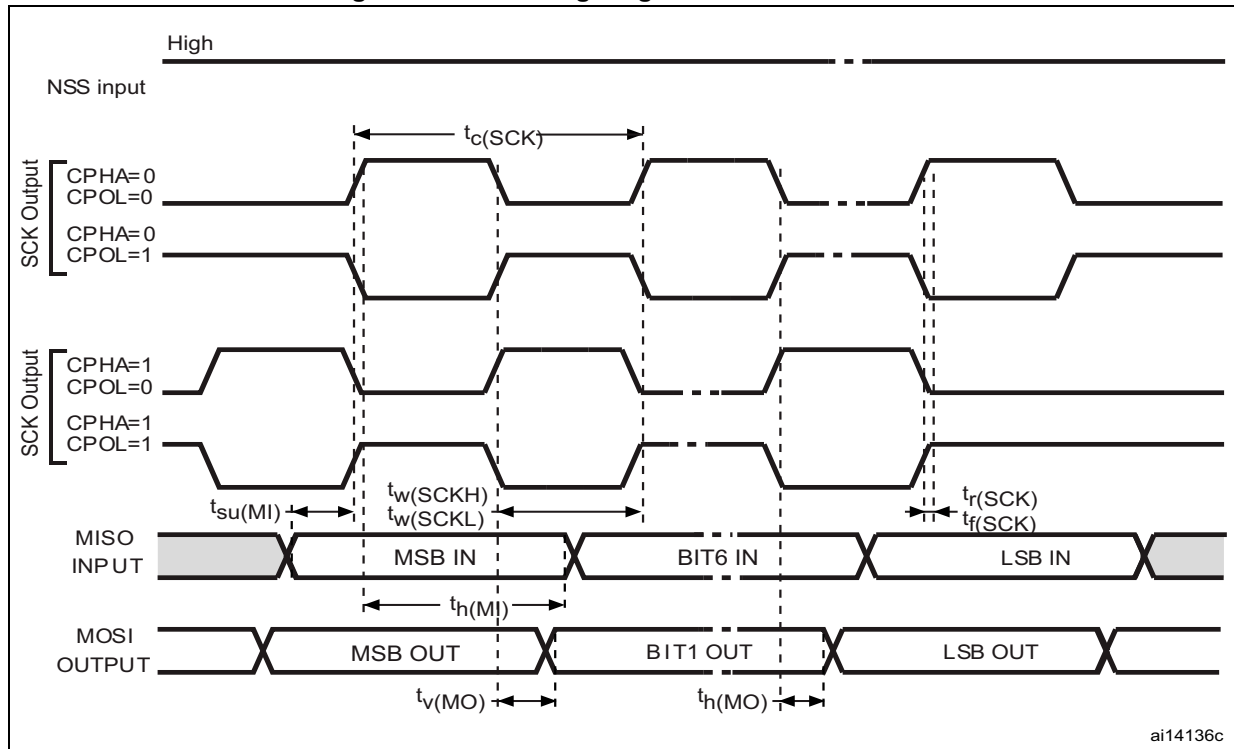 High
NSS input
tc(SCK)
SCK Output
CPHA=0
CPOL=0
CPHA=0
CPOL=1
SCK Output
CPHA=1
CPOL=0
CPHA=1
CPOL=1
tsu(MI)
tw(SCKH)
tw(SCKL)
tr(SCK)
tf(SCK)
MISO
INPUT
MSB IN
BIT6 IN
LSB IN
th(MI)
MOSI
OUTPUT
MSB OUT
BIT1 OUT
LSB OUT
tv(MO)
th(MO)
ai14136c